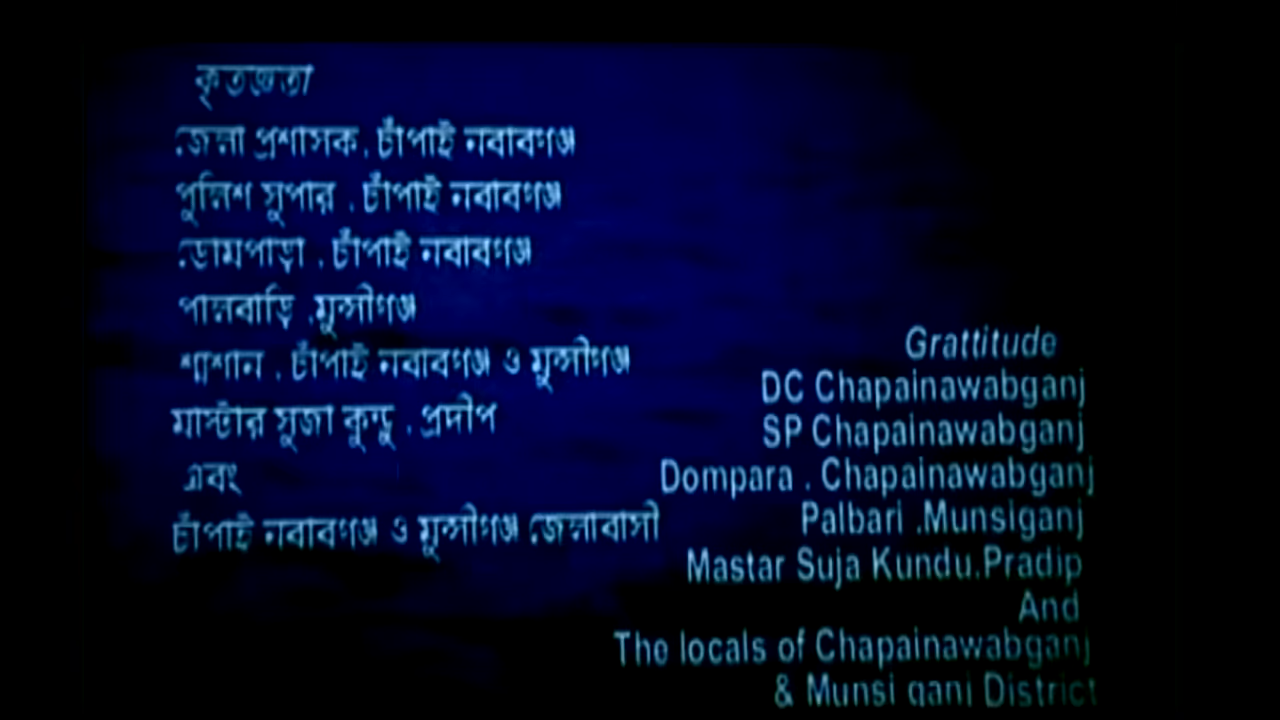 কৃতজ্ঞতা
জেলা প্রশাসক . চাঁপাই নবাবগঞ্জ
পুলিশ সুপার . চাঁপাই নবাবগঞ্জ
ডোমপাড়া . চাঁপাই নবাবগঞ্জ
পালবাড়ি .মুন্সীগঞ্জ
শ্মশান . চাঁপাই নবাবগঞ্জ ও মুন্সীগঞ্জ
মাস্টার সুজা কুন্ডু . প্রদীপ
এবং
চাঁপাই নবাবগঞ্জ ও মুন্সীগঞ্জ জেলাবাসী
Grattitude
DC Chapainawabganj
SP Chapainawabganj
Dompara . Chapainawabganj
Palbari .Munsiganj
Mastar Suja Kundu.Pradip
And
The locals of Chapainawabganj
& Munsi ganj District